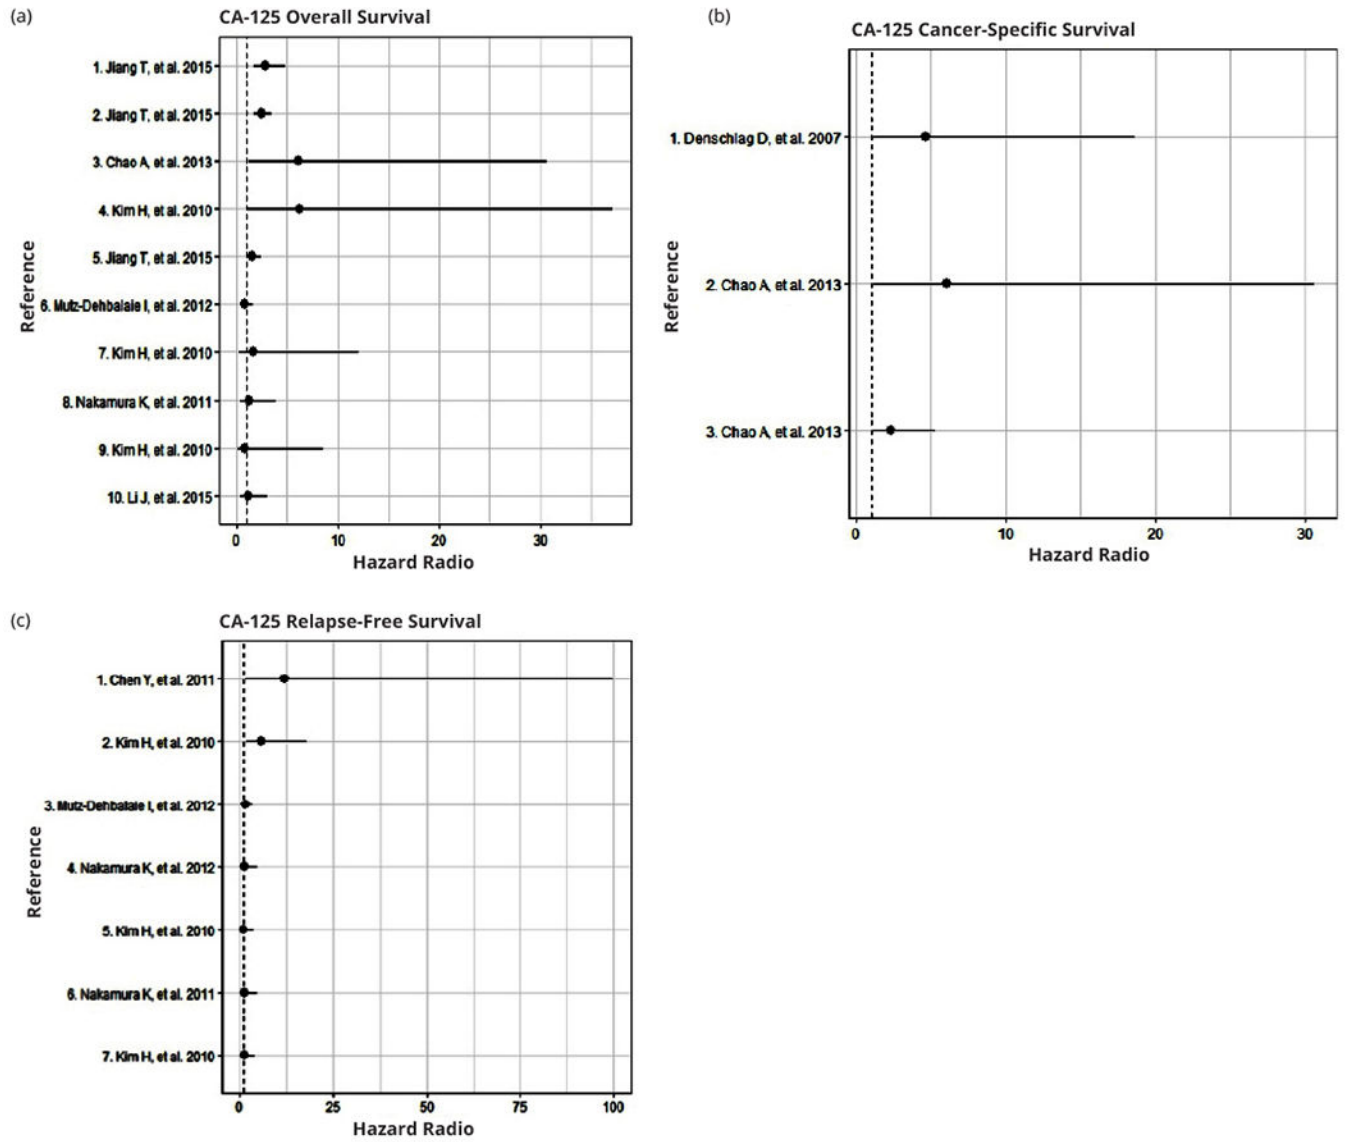 (a)
CA-125 Overall Survival
Reference
1. Jiang T, et al. 2015
2. Jiang T, et al. 2015
3. Chao A, et al. 2013
4. Kim H, et al. 2010
5. Jiang T, et al. 2015
6. Mutz-Dehbalaie I, et al. 2012
7. Kim H, et al. 2010
8. Nakamura K, et al. 2011
9. Kim H, et al. 2010
10. Li J, et al. 2015
0 10 20 30
Hazard Radio
(b)
CA-125 Cancer-Specific Survival
Reference
1. Denschlag D, et al. 2007
2. Chao A, et al. 2013
3. Chao A, et al. 2013
0 10 20 30
Hazard Radio
(c)
CA-125 Relapse-Free Survival
Reference
1. Chen Y, et al. 2011
2. Kim H, et al. 2010
3. Mutz-Dehbalaie I, et al. 2012
4. Nakamura K, et al. 2012
5. Kim H, et al. 2010
6. Nakamura K, et al. 2011
7. Kim H, et al. 2010
0 25 50 75 100
Hazard Radio